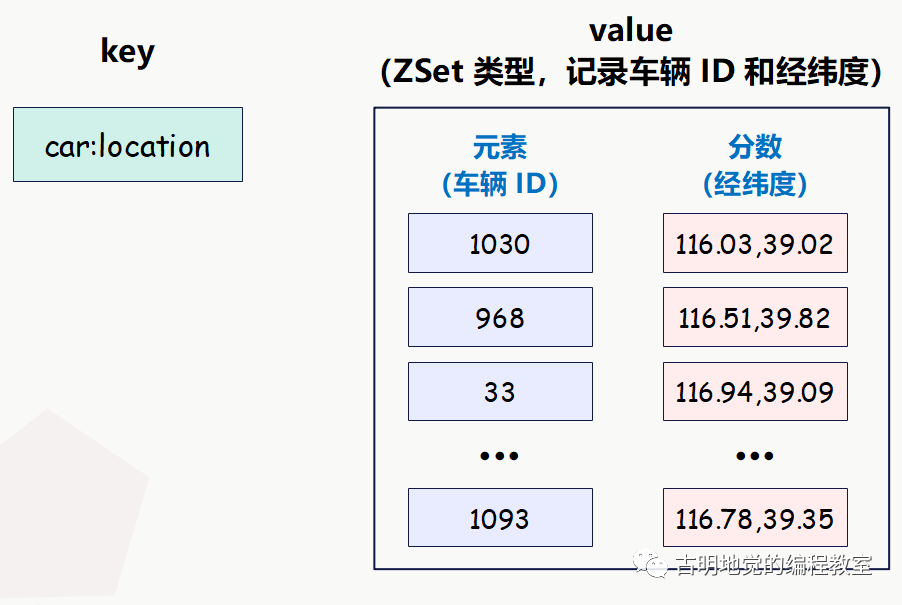 key
value
（ZSet 类型，记录车辆 ID 和经纬度）
car:location
元素
（车辆 ID）
分数
（经纬度）
1030
116.03,39.02
968
116.51,39.82
33
116.94,39.09
•••
•••
1093
116.78,39.35
古明地觉的编程教室